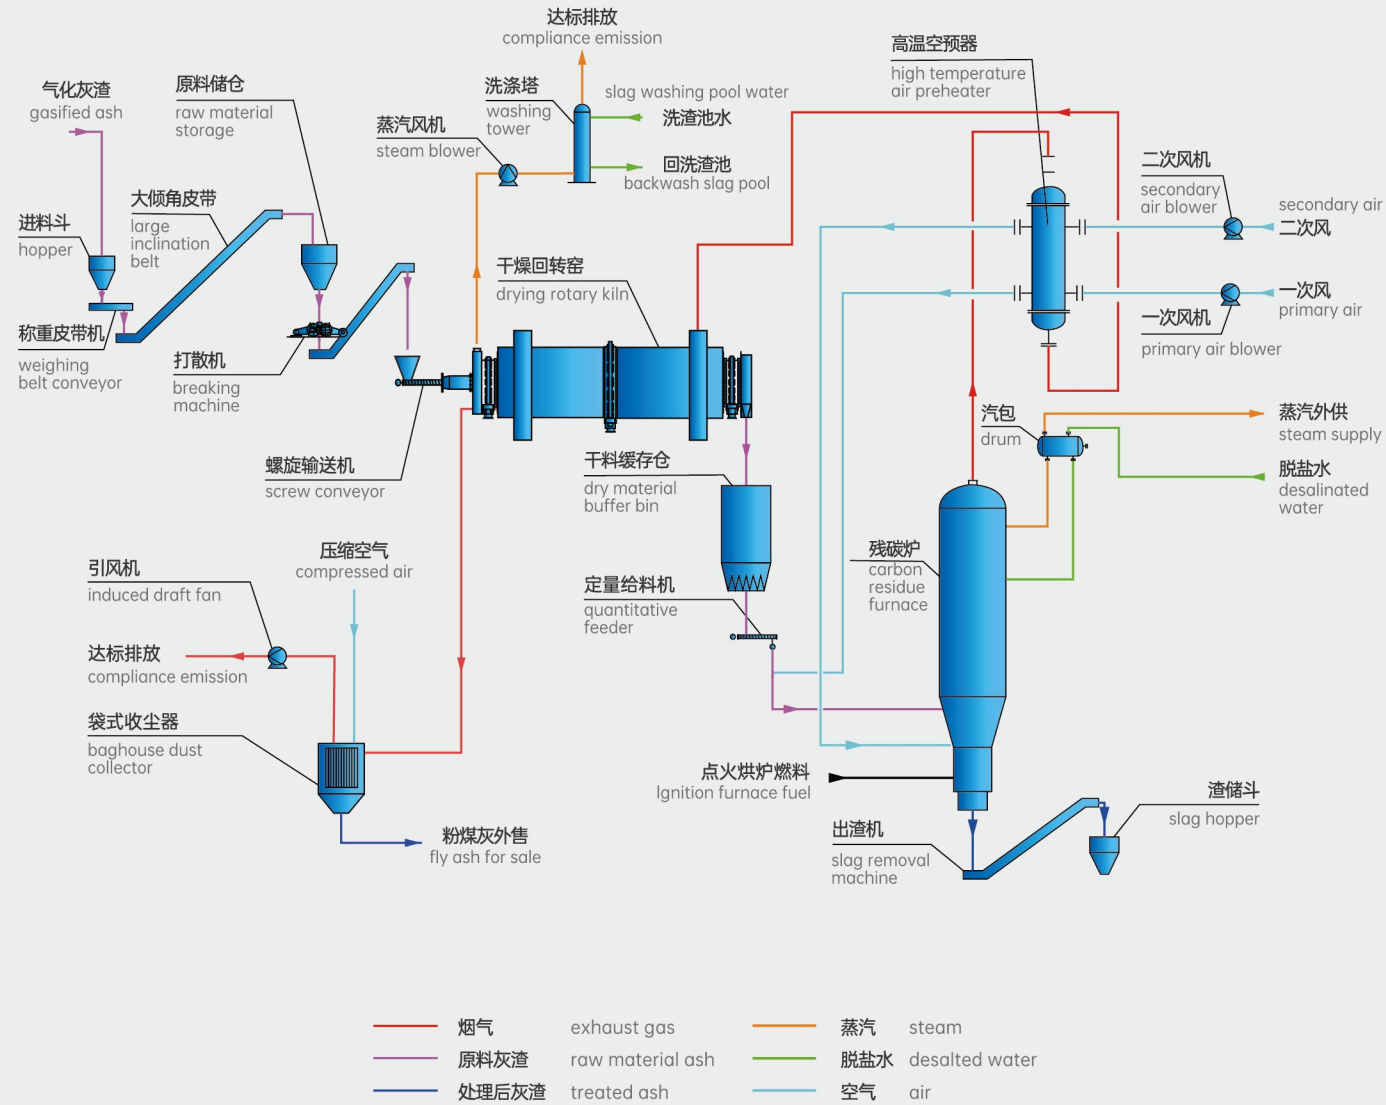 达标排放
compliance emission
高温空预器
high temperature
air preheater
气化灰渣
gasified ash
原料储仓
raw material
storage
洗涤塔
washing
tower
slag washing pool water
洗渣池水
蒸汽风机
steam blower
回洗渣池
backwash slag pool
二次风机
secondary
air blower
secondary air
二次风
大倾角皮带
large
inclination
belt
进料斗
hopper
干燥回转窑
drying rotary kiln
一次风
primary air
一次风机
primary air blower
称重皮带机
weighing
belt conveyor
打散机
breaking
machine
汽包
drum
蒸汽外供
steam supply
螺旋输送机
screw conveyor
干料缓存仓
dry material
buffer bin
脱盐水
desalinated
water
压缩空气
compressed air
残碳炉
carbon
residue
furnace
引风机
induced draft fan
定量给料机
quantitative
feeder
达标排放
compliance emission
袋式收尘器
baghouse dust
collector
点火烘炉燃料
Ignition furnace fuel
渣储斗
slag hopper
粉煤灰外售
fly ash for sale
出渣机
slag removal
machine
烟气 exhaust gas
蒸汽 steam
原料灰渣 raw material ash
脱盐水 desalted water
处理后灰渣 treated ash
空气 air